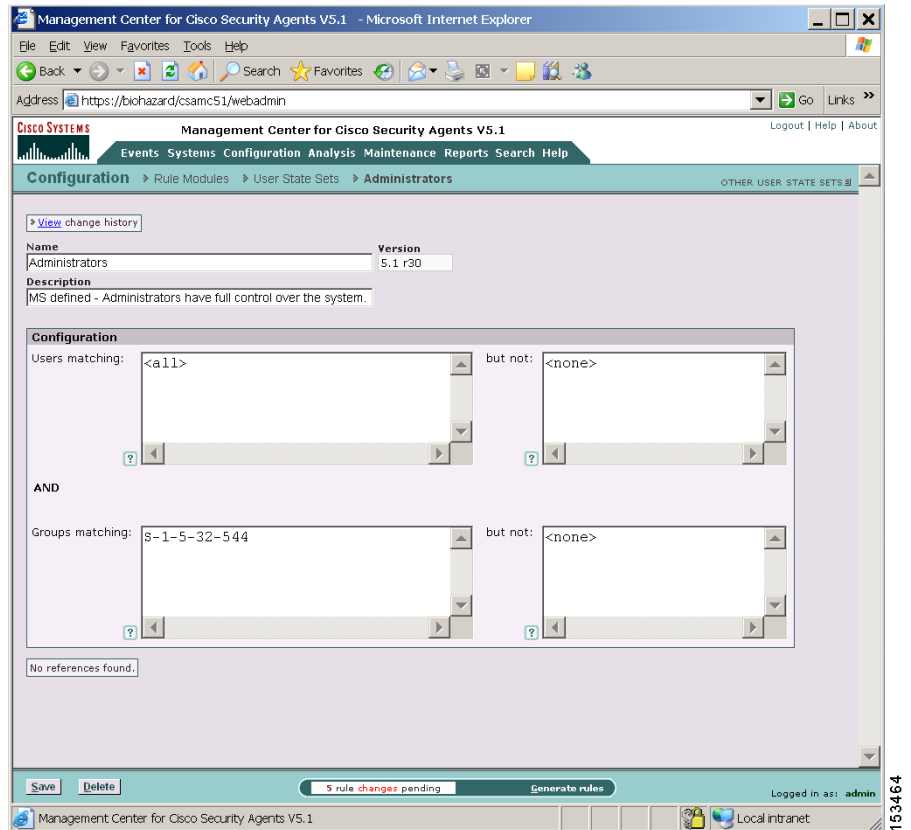 Management Center for Cisco Security Agents V5.1 - Microsoft Internet Explorer
File Edit View Favorites Tools Help
Back Search Favorites
Address https://biohazard/csamc51/webadmin Go Links »
CISCO SYSTEMS Management Center for Cisco Security Agents V5.1 Logout | Help | About
Events Systems Configuration Analysis Maintenance Reports Search Help
Configuration > Rule Modules > User State Sets > Administrators OTHER USER STATE SETS
View change history
Name Version
Administrators 5.1 r30
Description
MS defined - Administrators have full control over the system.
Configuration
Users matching: <all> but not: <none>
? ?
AND
Groups matching: S-1-5-32-544 but not: <none>
? ?
No references found.
Save Delete 5 rule changes pending Generate rules Logged in as: admin
Management Center for Cisco Security Agents V5.1 Local intranet
153464